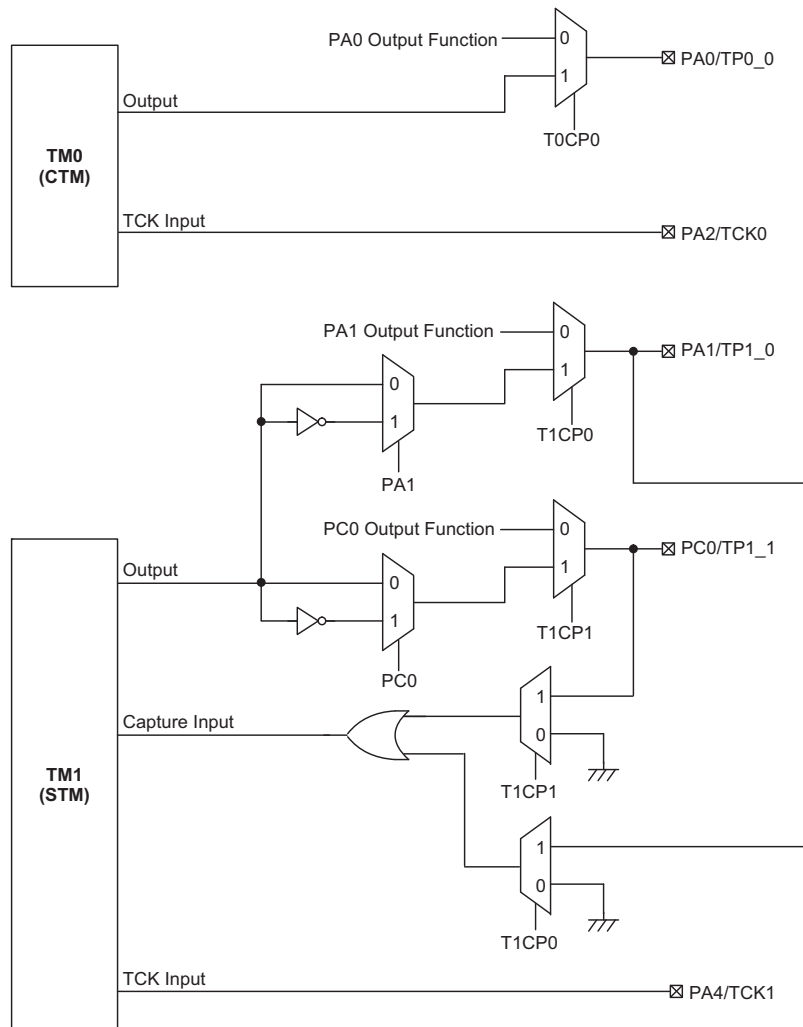 PA0 Output Function
0
1
PA0/TP0_0
T0CP0
Output
TM0
(CTM)
TCK Input
PA2/TCK0
PA1 Output Function
0
1
PA1/TP1_0
T1CP0
0
1
PA1
PC0 Output Function
0
1
PC0/TP1_1
T1CP1
Output
0
1
PC0
Capture Input
1
0
T1CP1
TM1
(STM)
1
0
T1CP0
TCK Input
PA4/TCK1